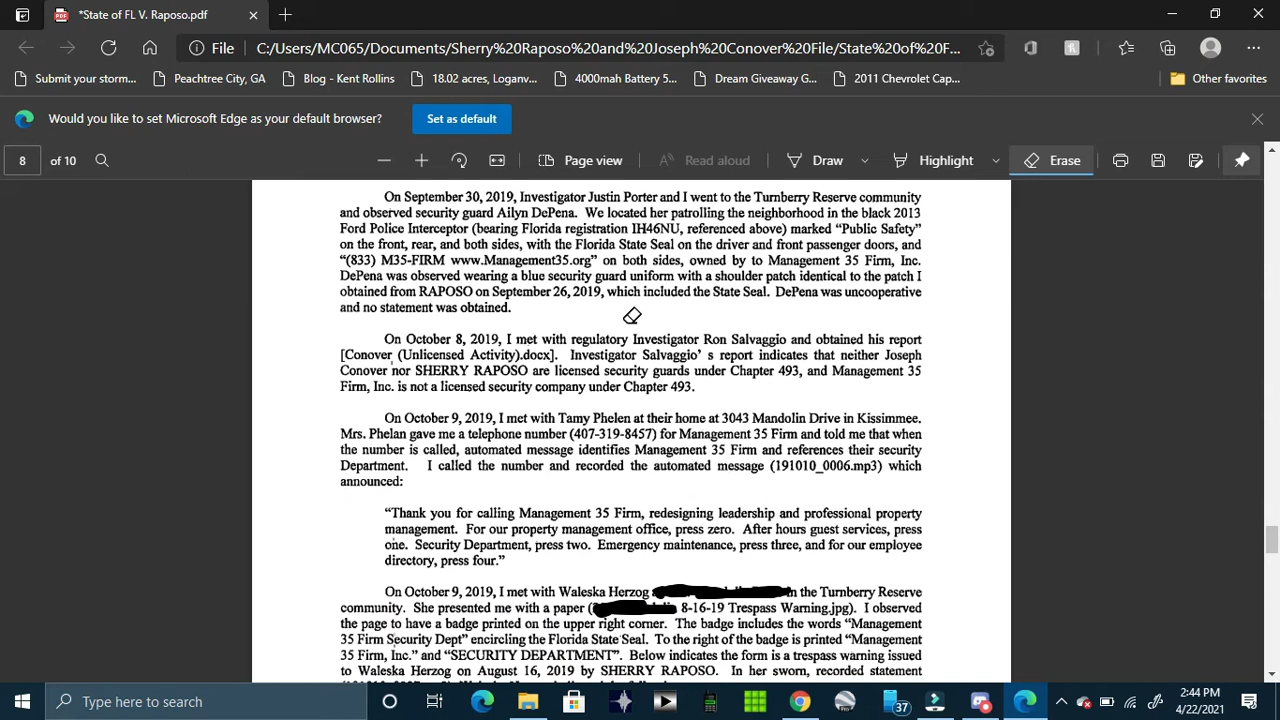 *State of FL V. Raposo.pdf
File
C:/Users/MC065/Documents/Sherry%20Raposo%20and%20Joseph%20Conover%20File/State%20of%20F...
Submit your storm...
Peachtree City, GA
Blog - Kent Rollins
18.02 acres, Loganv...
4000mah Battery 5...
Dream Giveaway G...
2011 Chevrolet Cap...
Other favorites
Would you like to set Microsoft Edge as your default browser?
Set as default
8
of 10
Page view
Read aloud
Draw
Highlight
Erase
On September 30, 2019, Investigator Justin Porter and I went to the Turnberry Reserve community
and observed security guard Ailyn DePena. We located her patrolling the neighborhood in the black 2013
Ford Police Interceptor (bearing Florida registration IH46NU, referenced above) marked “Public Safety”
on the front, rear, and both sides, with the Florida State Seal on the driver and front passenger doors, and
“(833) M35-FIRM www.Management35.org” on both sides, owned by to Management 35 Firm, Inc.
DePena was observed wearing a blue security guard uniform with a shoulder patch identical to the patch I
obtained from RAPOSO on September 26, 2019, which included the State Seal. DePena was uncooperative
and no statement was obtained.
On October 8, 2019, I met with regulatory Investigator Ron Salvaggio and obtained his report
[Conover (Unlicensed Activity).docx]. Investigator Salvaggio’ s report indicates that neither Joseph
Conover nor SHERRY RAPOSO are licensed security guards under Chapter 493, and Management 35
Firm, Inc. is not a licensed security company under Chapter 493.
On October 9, 2019, I met with Tamy Phelen at their home at 3043 Mandolin Drive in Kissimmee.
Mrs. Phelan gave me a telephone number (407-319-8457) for Management 35 Firm and told me that when
the number is called, automated message identifies Management 35 Firm and references their security
Department. I called the number and recorded the automated message (191010_0006.mp3) which
announced:
“Thank you for calling Management 35 Firm, redesigning leadership and professional property
management. For our property management office, press zero. After hours guest services, press
one. Security Department, press two. Emergency maintenance, press three, and for our employee
directory, press four.”
On October 9, 2019, I met with Waleska Herzog in the Turnberry Reserve
community. She presented me with a paper ( 8-16-19 Trespass Warning.jpg). I observed
the page to have a badge printed on the upper right corner. The badge includes the words “Management
35 Firm Security Dept” encircling the Florida State Seal. To the right of the badge is printed “Management
35 Firm, Inc.” and “SECURITY DEPARTMENT”. Below indicates the form is a trespass warning issued
to Waleska Herzog on August 16, 2019 by SHERRY RAPOSO. In her sworn, recorded statement
Type here to search
37
2:44 PM
4/22/2021